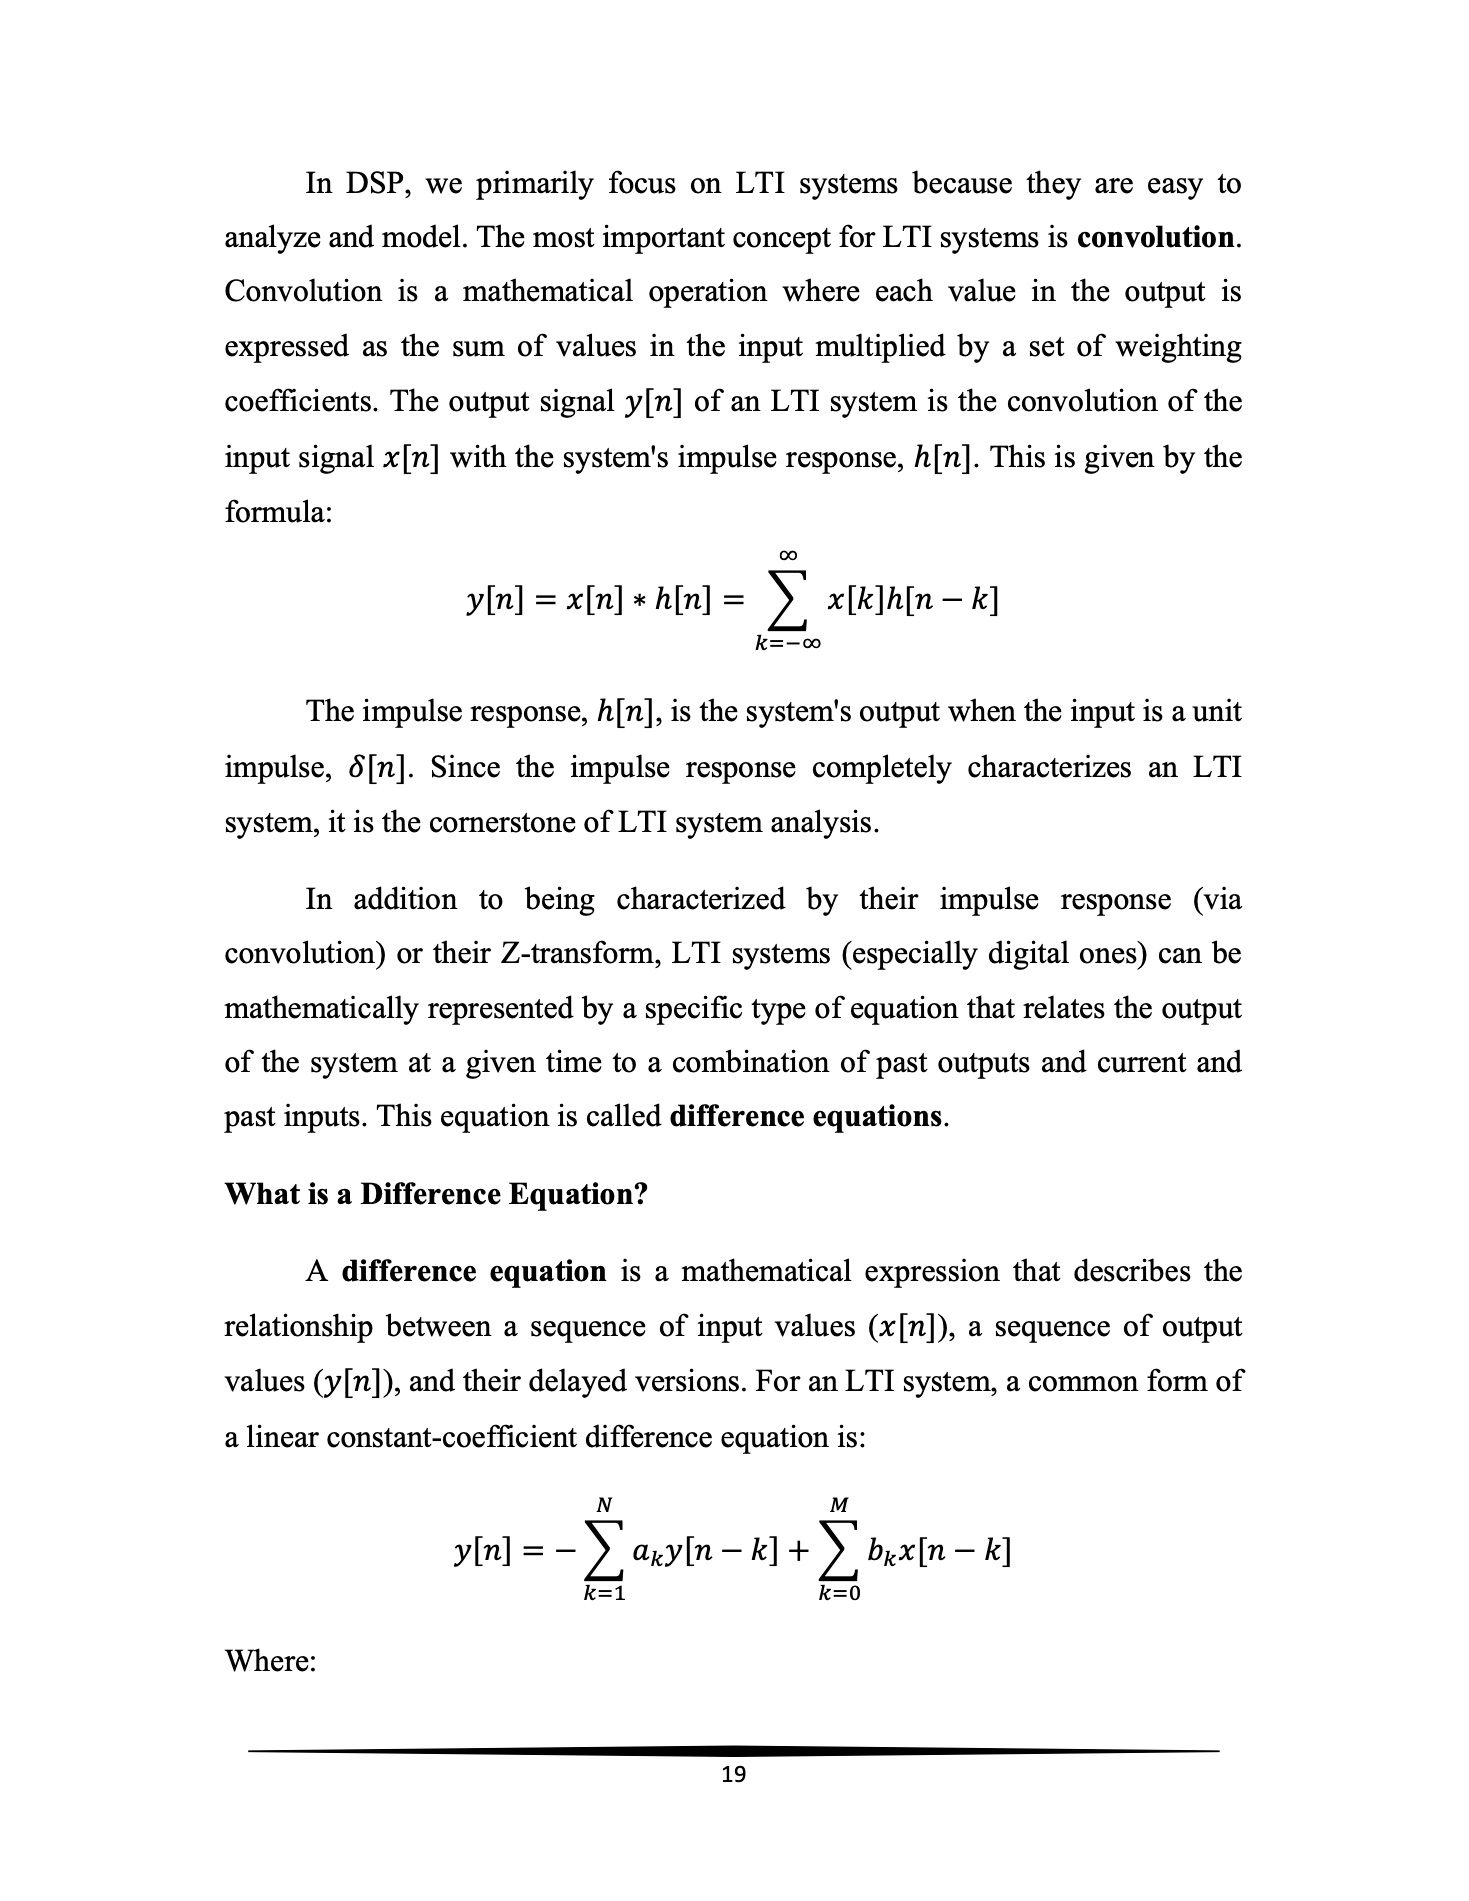 In DSP, we primarily focus on LTI systems because they are easy to
analyze and model. The most important concept for LTI systems is convolution.
Convolution is a mathematical operation where each value in the output is
expressed as the sum of values in the input multiplied by a set of weighting
coefficients. The output signal y[n] of an LTI system is the convolution of the
input signal x[n] with the system's impulse response, h[n]. This is given by the
formula:
y[n] = x[n] ∗ h[n] = ∑_{k=−∞}^{∞} x[k]h[n − k]
The impulse response, h[n], is the system's output when the input is a unit
impulse, δ[n]. Since the impulse response completely characterizes an LTI
system, it is the cornerstone of LTI system analysis.
In addition to being characterized by their impulse response (via
convolution) or their Z-transform, LTI systems (especially digital ones) can be
mathematically represented by a specific type of equation that relates the output
of the system at a given time to a combination of past outputs and current and
past inputs. This equation is called difference equations.
What is a Difference Equation?
A difference equation is a mathematical expression that describes the
relationship between a sequence of input values (x[n]), a sequence of output
values (y[n]), and their delayed versions. For an LTI system, a common form of
a linear constant-coefficient difference equation is:
y[n] = − ∑_{k=1}^{N} a_k y[n − k] + ∑_{k=0}^{M} b_k x[n − k]
Where:
19